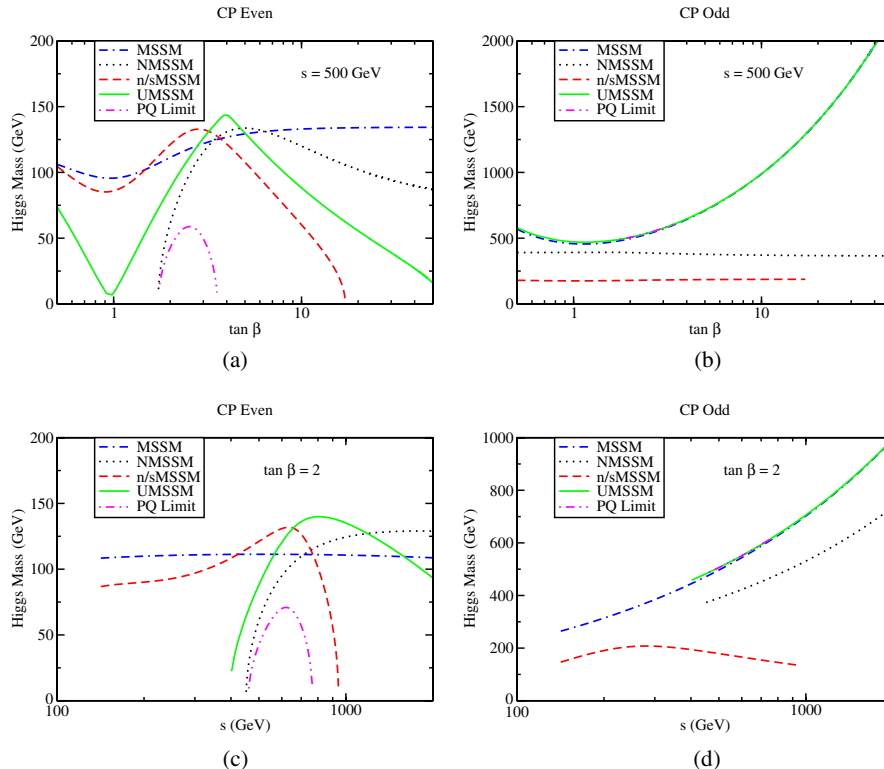 CP Even
200
150
100
50
0
Higgs Mass (GeV)
MSSM
NMSSM
n/sMSSM
UMSSM
PQ Limit
s = 500 GeV
1
10
tan β
(a)
CP Odd
2000
1500
1000
500
0
Higgs Mass (GeV)
MSSM
NMSSM
n/sMSSM
UMSSM
PQ Limit
s = 500 GeV
1
10
tan β
(b)
CP Even
200
150
100
50
0
Higgs Mass (GeV)
MSSM
NMSSM
n/sMSSM
UMSSM
PQ Limit
tan β = 2
100
1000
s (GeV)
(c)
CP Odd
1000
800
600
400
200
0
Higgs Mass (GeV)
MSSM
NMSSM
n/sMSSM
UMSSM
PQ Limit
tan β = 2
100
1000
s (GeV)
(d)